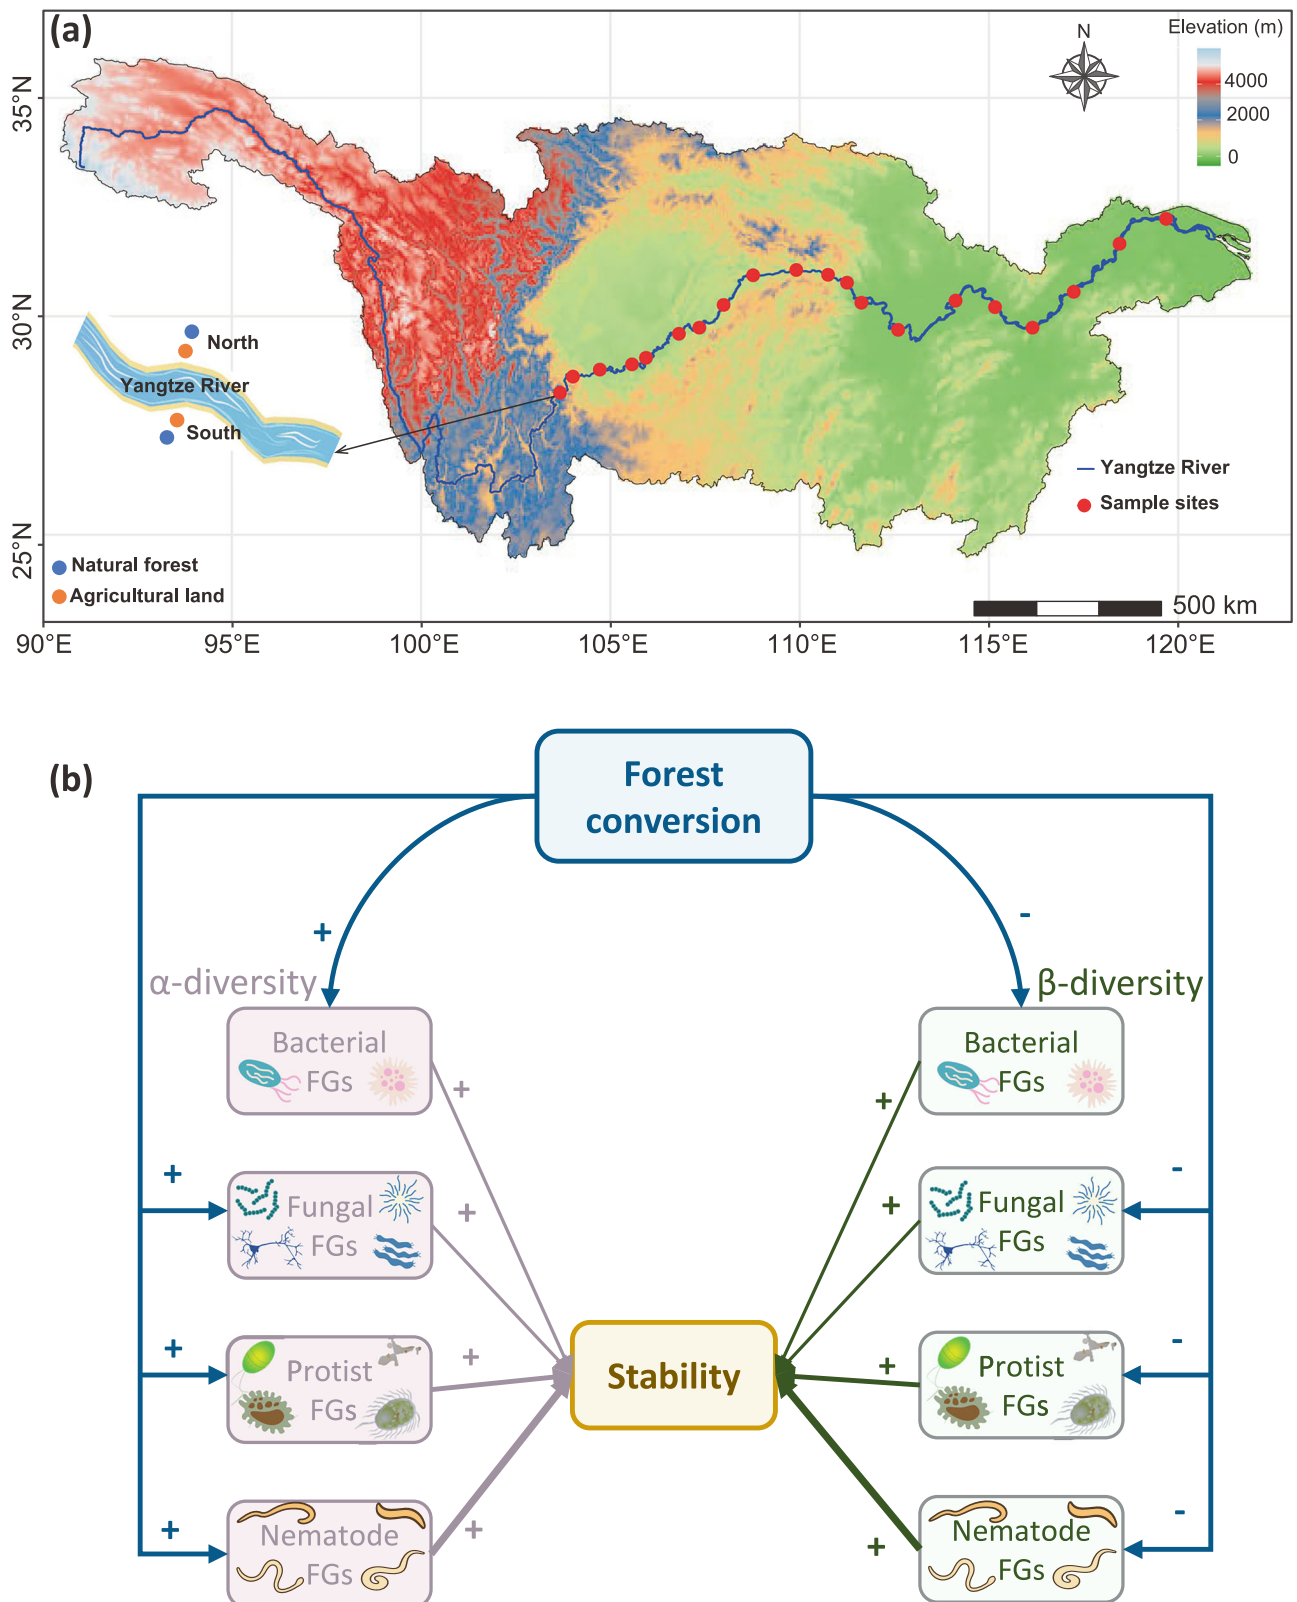 (a)
N
Elevation (m)
4000
2000
0
35°N
30°N
25°N
North
Yangtze River
South
Yangtze River
Sample sites
Natural forest
Agricultural land
500 km
90°E
95°E
100°E
105°E
110°E
115°E
120°E
(b)
Forest
conversion
+
-
α-diversity
β-diversity
Bacterial
FGs
+
Bacterial
FGs
+
+
Fungal
FGs
+
-
Fungal
FGs
+
+
Protist
FGs
+
-
Protist
FGs
+
Stability
+
Nematode
FGs
+
-
Nematode
FGs
+